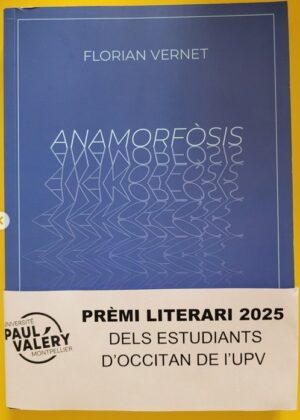 FLORIAN VERNET
ANAMORFÒSIS
UNIVERSITÉ
PAUL
VALÉRY
MONTPELLIER
PRÈMI LITERARI 2025
DELS ESTUDIANTS
D'OCCITAN DE l'UPV